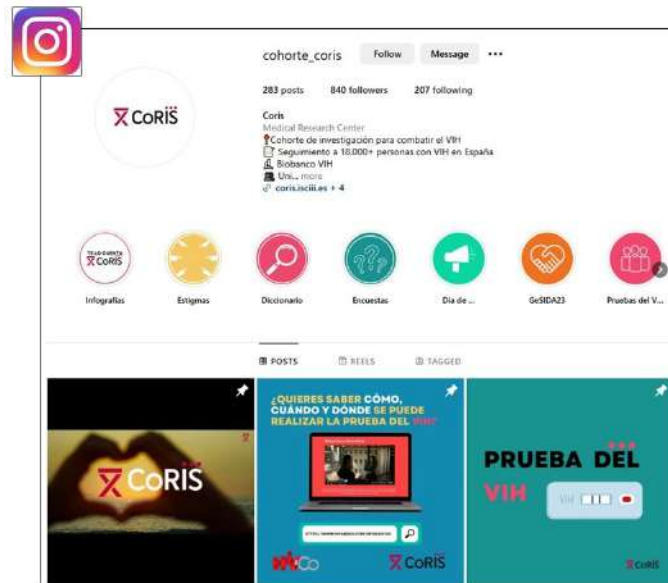 cohorte_coris Follow Message
283 posts 840 followers 207 following
Coris
Medical Research Center
Cohorte de investigación para combatir el VIH
Seguimiento a 18.000+ personas con VIH en España
Biobanco VIH
Uni... more
coris.isciii.es + 4
CoRIS
CoRIS
Infografías Estigmas Diccionario Encuestas Día de ... GeSIDA23 Pruebas del V...
POSTS REELS TAGGED
CoRIS
¿QUIERES SABER CÓMO,
CUÁNDO Y DÓNDE SE PUEDE
REALIZAR LA PRUEBA DEL VIH?
CoRIS
PRUEBA DEL
VIH
VIH
CoRIS